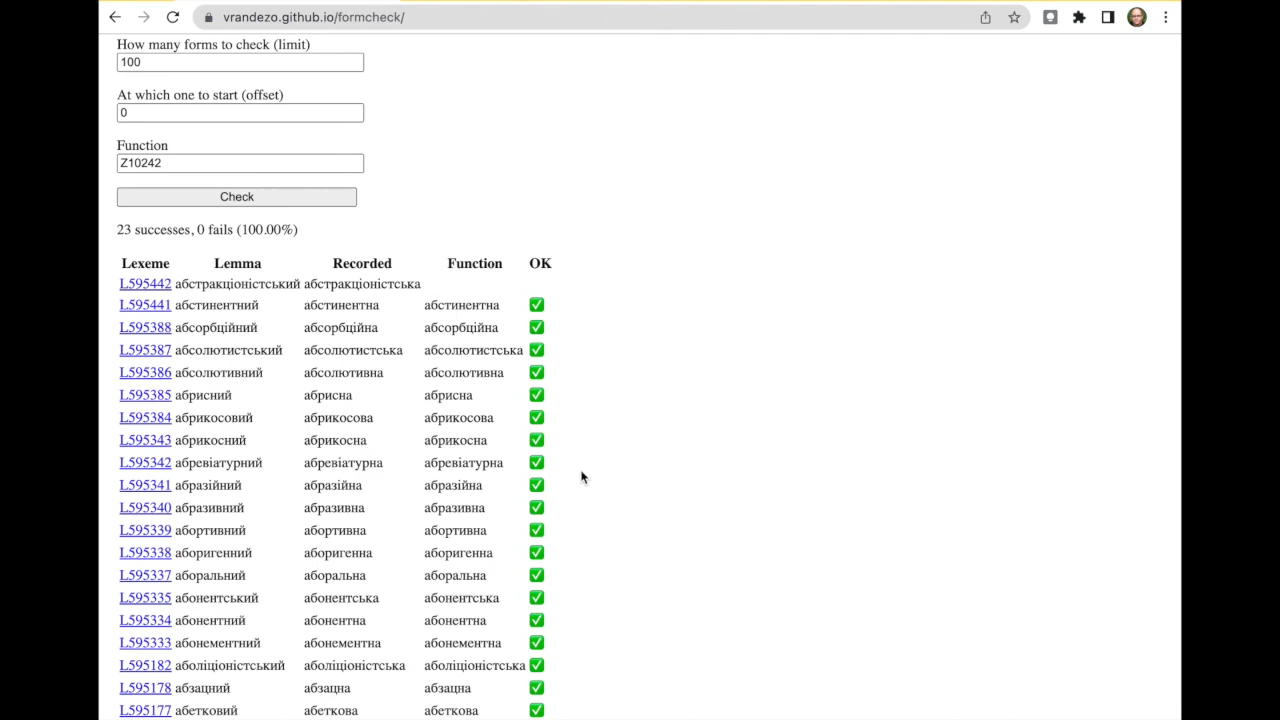 vrandezo.github.io/formcheck/
How many forms to check (limit)
100
At which one to start (offset)
0
Function
Z10242
Check
23 successes, 0 fails (100.00%)
Lexeme Lemma Recorded Function OK
L595442 абстракціоністський абстракціоністська
L595441 абстинентний абстинентна абстинентна
L595388 абсорбційний абсорбційна абсорбційна
L595387 абсолютистський абсолютистська абсолютистська
L595386 абсолютивний абсолютивна абсолютивна
L595385 абрисний абрисна абрисна
L595384 абрикосовий абрикосова абрикосова
L595343 абрикосний абрикосна абрикосна
L595342 абревіатурний абревіатурна абревіатурна
L595341 абразійний абразійна абразійна
L595340 абразивний абразивна абразивна
L595339 абортивний абортивна абортивна
L595338 аборигенний аборигенна аборигенна
L595337 аборальний аборальна аборальна
L595335 абонентський абонентська абонентська
L595334 абонентний абонентна абонентна
L595333 абонементний абонементна абонементна
L595182 аболіціоністський аболіціоністська аболіціоністська
L595178 абзацний абзацна абзацна
L595177 абетковий абеткова абеткова